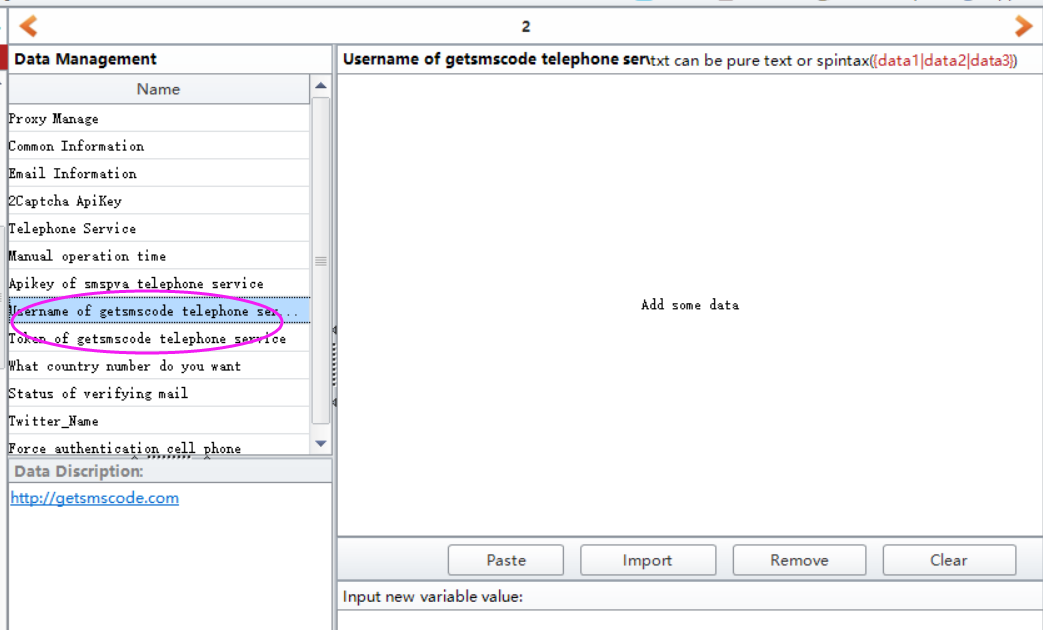 2
Data Management
Username of getsmscode telephone ser txt can be pure text or spintax({data1|data2|data3})
Name
Proxy Manage
Common Information
Email Information
2Captcha ApiKey
Telephone Service
Manual operation time
Apikey of smspva telephone service
Username of getsmscode telephone ser...
Token of getsmscode telephone service
What country number do you want
Status of verifying mail
Twitter_Name
Force authentication cell phone
Data Discription:
http://getsmscode.com
Add some data
Paste
Import
Remove
Clear
Input new variable value: